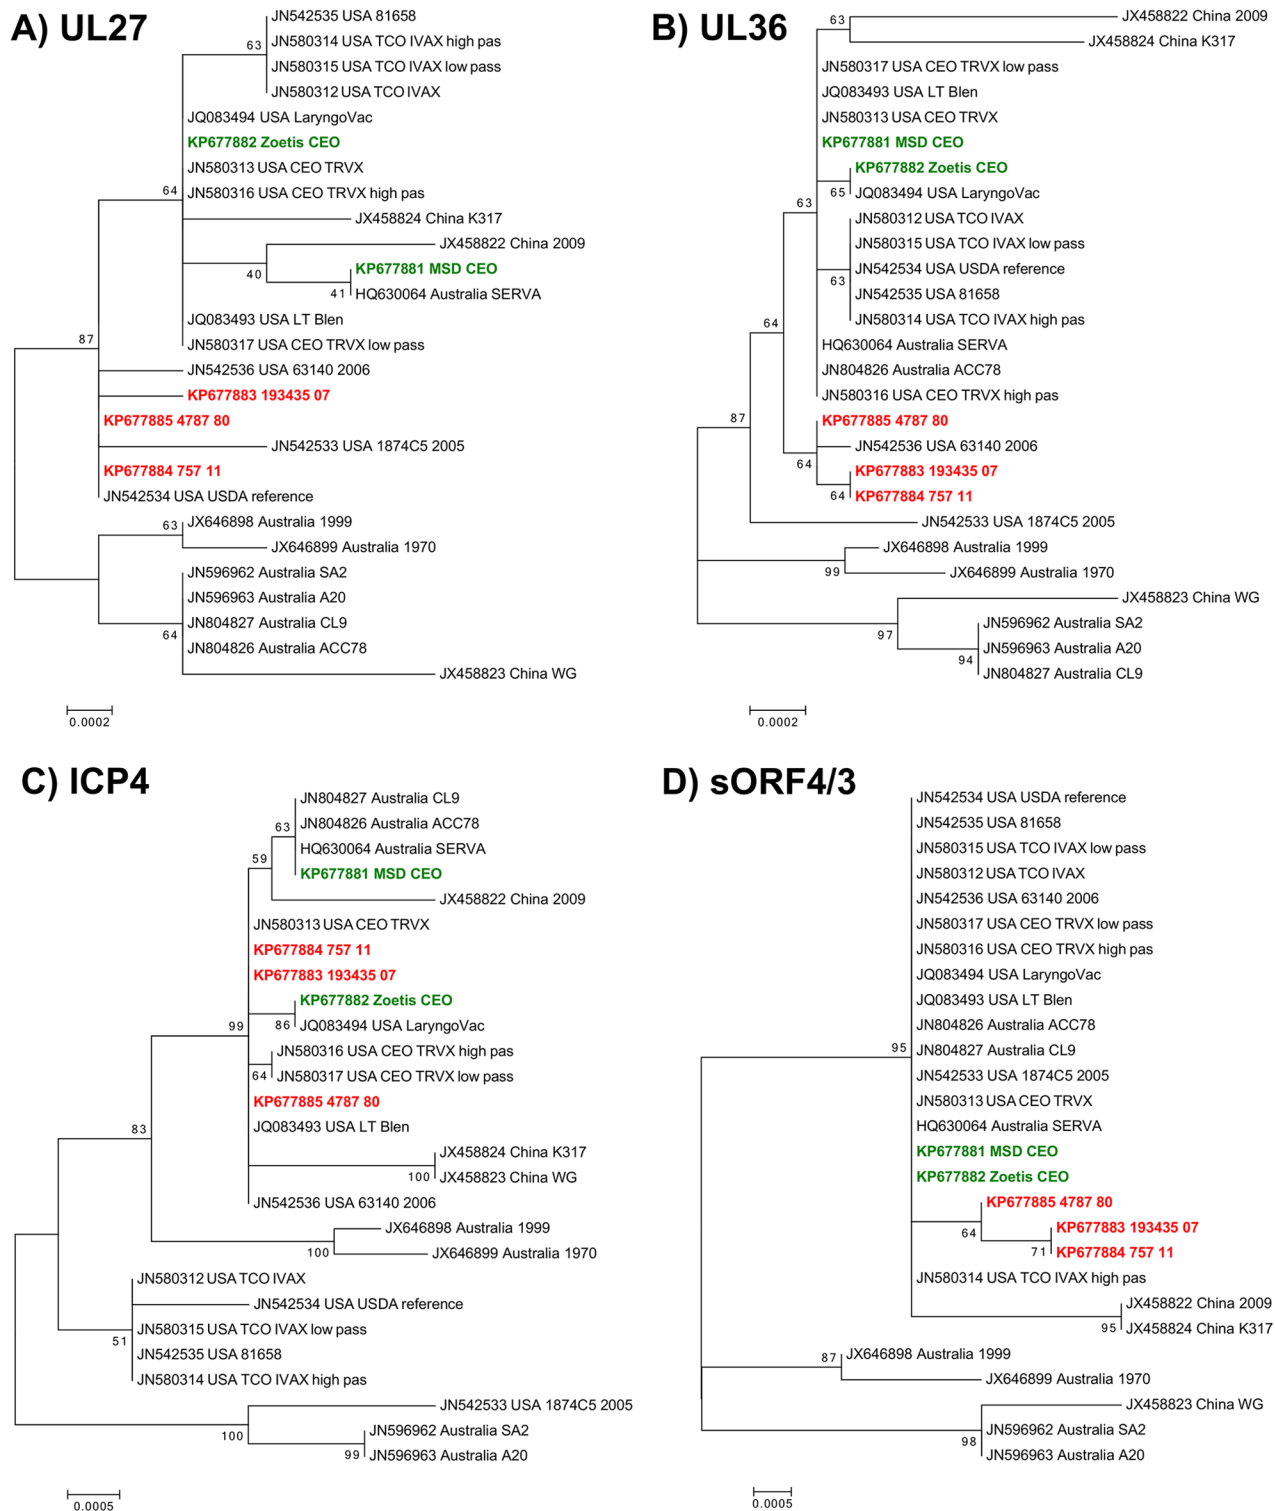 A) UL27
JN542535 USA 81658
JN580314 USA TCO IVAX high pas
63
JN580315 USA TCO IVAX low pass
JN580312 USA TCO IVAX
JQ083494 USA LaryngoVac
KP677882 Zoetis CEO
JN580313 USA CEO TRVX
64
JN580316 USA CEO TRVX high pas
JX458824 China K317
JX458822 China 2009
40
KP677881 MSD CEO
41
HQ630064 Australia SERVA
JQ083493 USA LT Blen
87
JN580317 USA CEO TRVX low pass
JN542536 USA 63140 2006
KP677883 193435 07
KP677885 4787 80
JN542533 USA 1874C5 2005
KP677884 757 11
JN542534 USA USDA reference
63
JX646898 Australia 1999
JX646899 Australia 1970
JN596962 Australia SA2
JN596963 Australia A20
JN804827 Australia CL9
64
JN804826 Australia ACC78
JX458823 China WG
0.0002
B) UL36
63
JX458822 China 2009
JX458824 China K317
JN580317 USA CEO TRVX low pass
JQ083493 USA LT Blen
JN580313 USA CEO TRVX
KP677881 MSD CEO
KP677882 Zoetis CEO
65
JQ083494 USA LaryngoVac
63
JN580312 USA TCO IVAX
JN580315 USA TCO IVAX low pass
JN542534 USA USDA reference
63
JN542535 USA 81658
JN580314 USA TCO IVAX high pas
64
HQ630064 Australia SERVA
JN804826 Australia ACC78
JN580316 USA CEO TRVX high pas
87
KP677885 4787 80
JN542536 USA 63140 2006
64
KP677883 193435 07
64
KP677884 757 11
JN542533 USA 1874C5 2005
JX646898 Australia 1999
99
JX646899 Australia 1970
JX458823 China WG
97
JN596962 Australia SA2
JN596963 Australia A20
94
JN804827 Australia CL9
0.0002
C) ICP4
JN804827 Australia CL9
63
JN804826 Australia ACC78
HQ630064 Australia SERVA
59
KP677881 MSD CEO
JX458822 China 2009
JN580313 USA CEO TRVX
KP677884 757 11
KP677883 193435 07
KP677882 Zoetis CEO
99
86
JQ083494 USA LaryngoVac
JN580316 USA CEO TRVX high pas
64
JN580317 USA CEO TRVX low pass
KP677885 4787 80
83
JQ083493 USA LT Blen
JX458824 China K317
100
JX458823 China WG
JN542536 USA 63140 2006
JX646898 Australia 1999
100
JX646899 Australia 1970
JN580312 USA TCO IVAX
JN542534 USA USDA reference
JN580315 USA TCO IVAX low pass
51
JN542535 USA 81658
JN580314 USA TCO IVAX high pas
JN542533 USA 1874C5 2005
100
JN596962 Australia SA2
99
JN596963 Australia A20
0.0005
D) sORF4/3
JN542534 USA USDA reference
JN542535 USA 81658
JN580315 USA TCO IVAX low pass
JN580312 USA TCO IVAX
JN542536 USA 63140 2006
JN580317 USA CEO TRVX low pass
JN580316 USA CEO TRVX high pas
JQ083494 USA LaryngoVac
JQ083493 USA LT Blen
JN804826 Australia ACC78
95
JN804827 Australia CL9
JN542533 USA 1874C5 2005
JN580313 USA CEO TRVX
HQ630064 Australia SERVA
KP677881 MSD CEO
KP677882 Zoetis CEO
KP677885 4787 80
64
KP677883 193435 07
71
KP677884 757 11
JN580314 USA TCO IVAX high pas
JX458822 China 2009
95
JX458824 China K317
87
JX646898 Australia 1999
JX646899 Australia 1970
JX458823 China WG
JN596962 Australia SA2
98
JN596963 Australia A20
0.0005